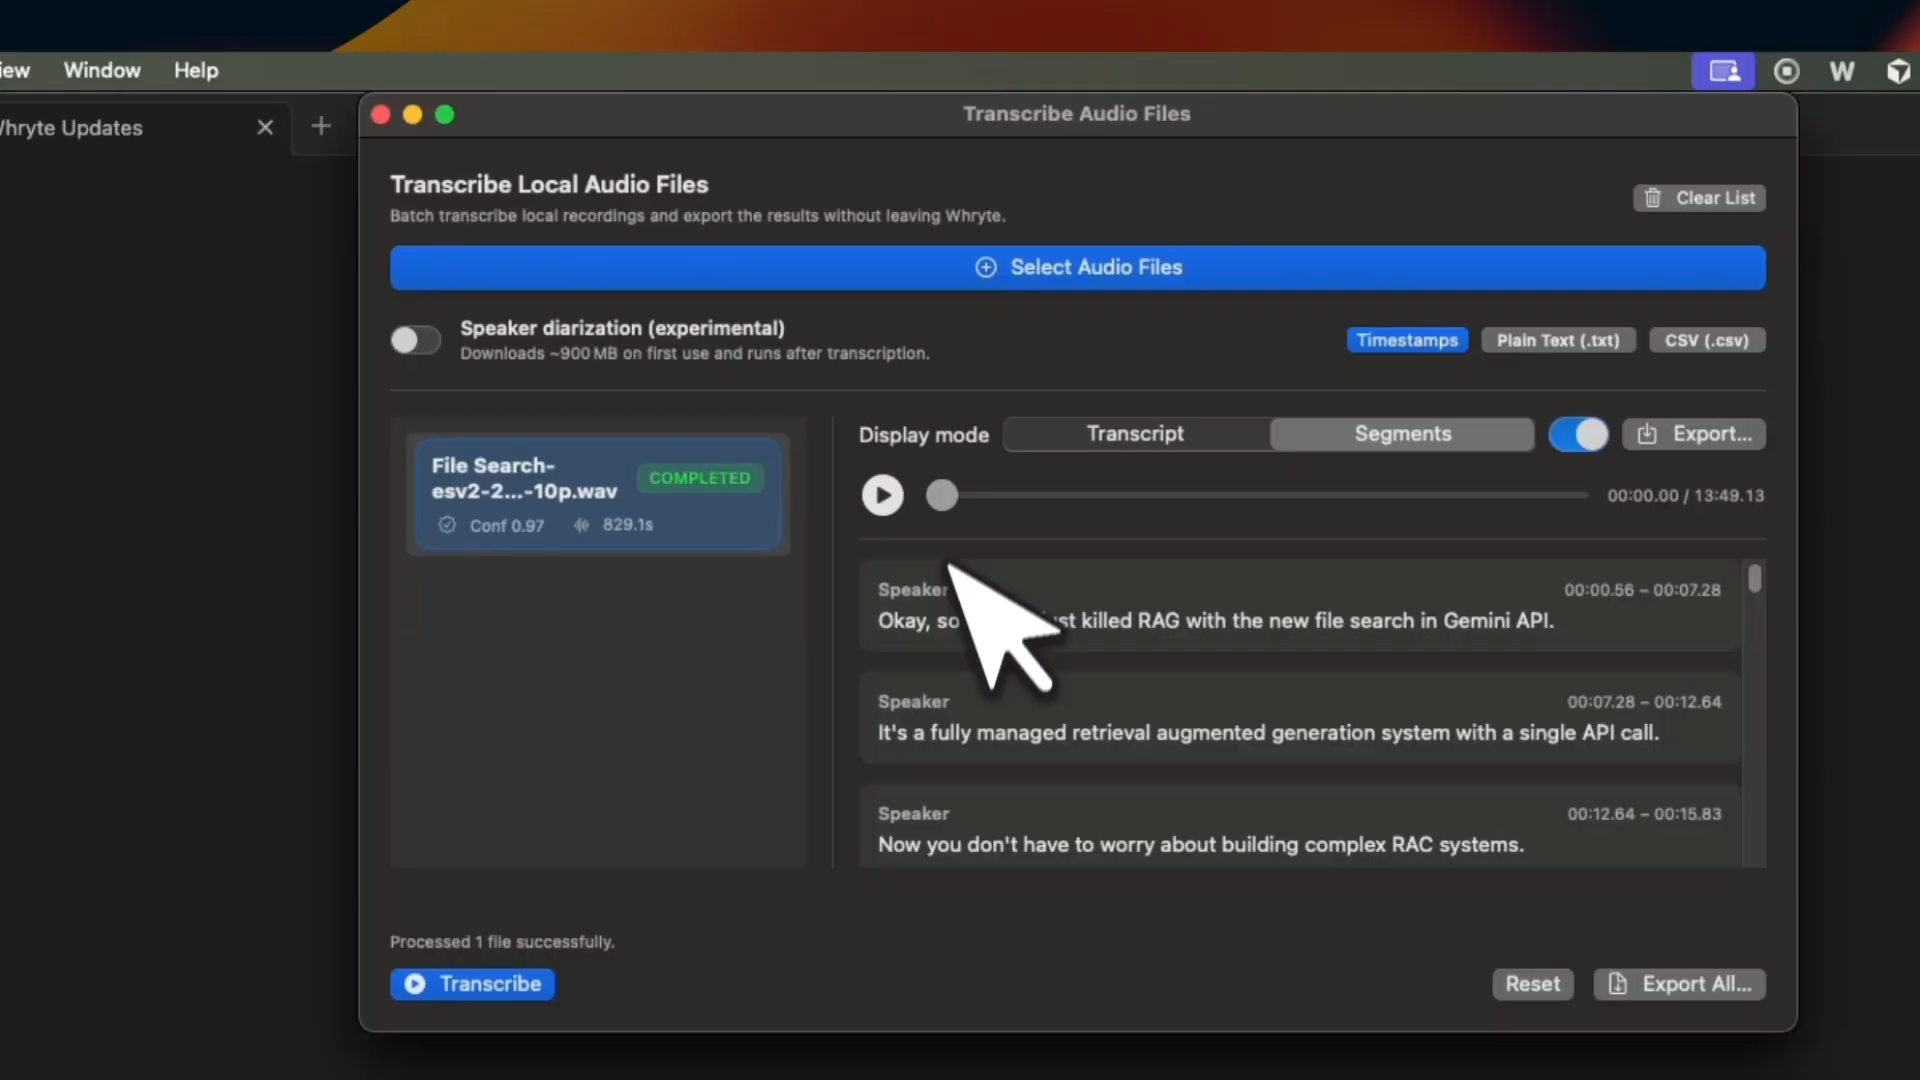 Window Help
W
Transcribe Audio Files
Whryte Updates
Transcribe Local Audio Files
Batch transcribe local recordings and export the results without leaving Whryte.
Clear List
Select Audio Files
Speaker diarization (experimental)
Downloads ~900 MB on first use and runs after transcription.
Timestamps
Plain Text (.txt)
CSV (.csv)
File Search-
esv2-2...-10p.wav
COMPLETED
Conf 0.97 829.1s
Display mode
Transcript
Segments
Export...
00:00.00 / 13:49.13
Speaker
00:00.56 – 00:07.28
Okay, so killed RAG with the new file search in Gemini API.
Speaker
00:07.28 – 00:12.64
It's a fully managed retrieval augmented generation system with a single API call.
Speaker
00:12.64 – 00:15.83
Now you don't have to worry about building complex RAC systems.
Processed 1 file successfully.
Transcribe
Reset
Export All...